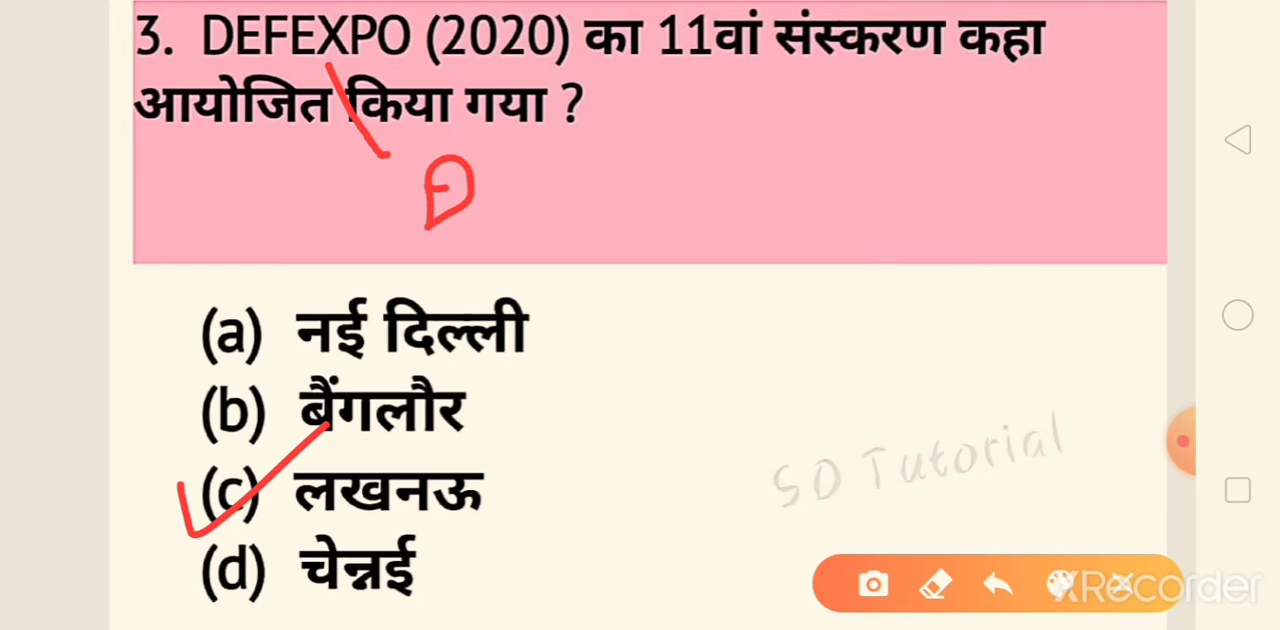 3. DEFEXPO (2020) का 11वां संस्करण कहा
आयोजित किया गया ?
D
(a) नई दिल्ली
(b) बैंगलौर
(c) लखनऊ
(d) चेन्नई
SD Tutorial
XRecorder